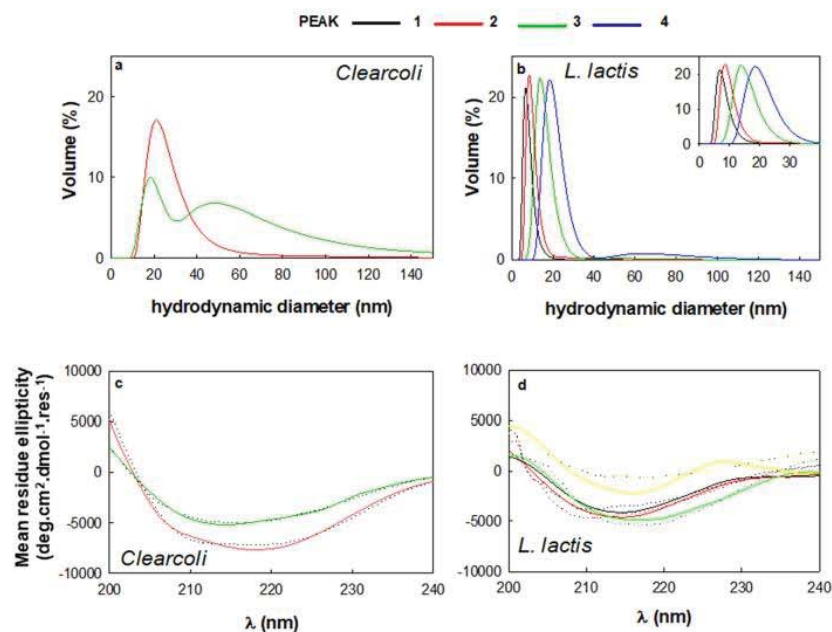 PEAK 1 2 3 4
a Clearcoli
20
10
0
Volume (%)
0 20 40 60 80 100 120 140
hydrodynamic diameter (nm)
b L. lactis
20
10
0
Volume (%)
0 20 40 60 80 100 120 140
hydrodynamic diameter (nm)
20
10
0
0 10 20 30
c
10000
5000
0
-5000
-10000
Mean residue ellipticity
(deg.cm².dmol⁻¹.res⁻¹)
Clearcoli
200 210 220 230 240
λ (nm)
d
10000
5000
0
-5000
-10000
L. lactis
200 210 220 230 240
λ (nm)